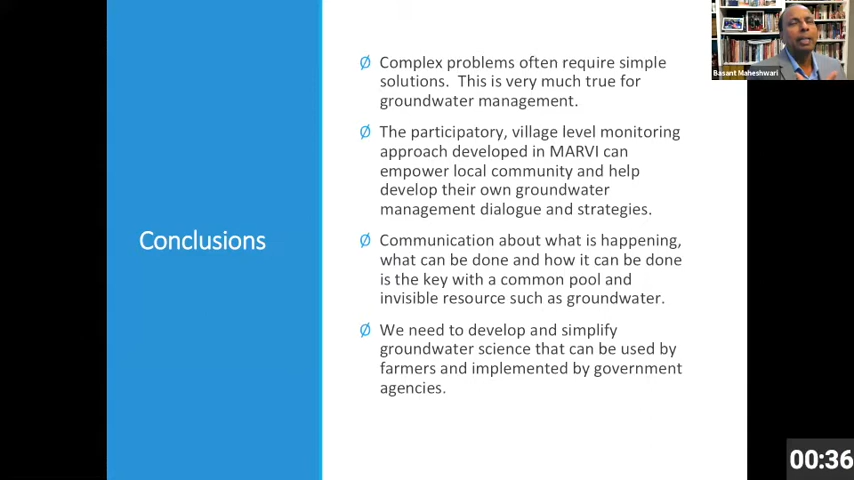 Conclusions
Ø Complex problems often require simple
solutions. This is very much true for
groundwater management.
Ø The participatory, village level monitoring
approach developed in MARVI can
empower local community and help
develop their own groundwater
management dialogue and strategies.
Ø Communication about what is happening,
what can be done and how it can be done
is the key with a common pool and
invisible resource such as groundwater.
Ø We need to develop and simplify
groundwater science that can be used by
farmers and implemented by government
agencies.
Basant Maheshwari
00:36